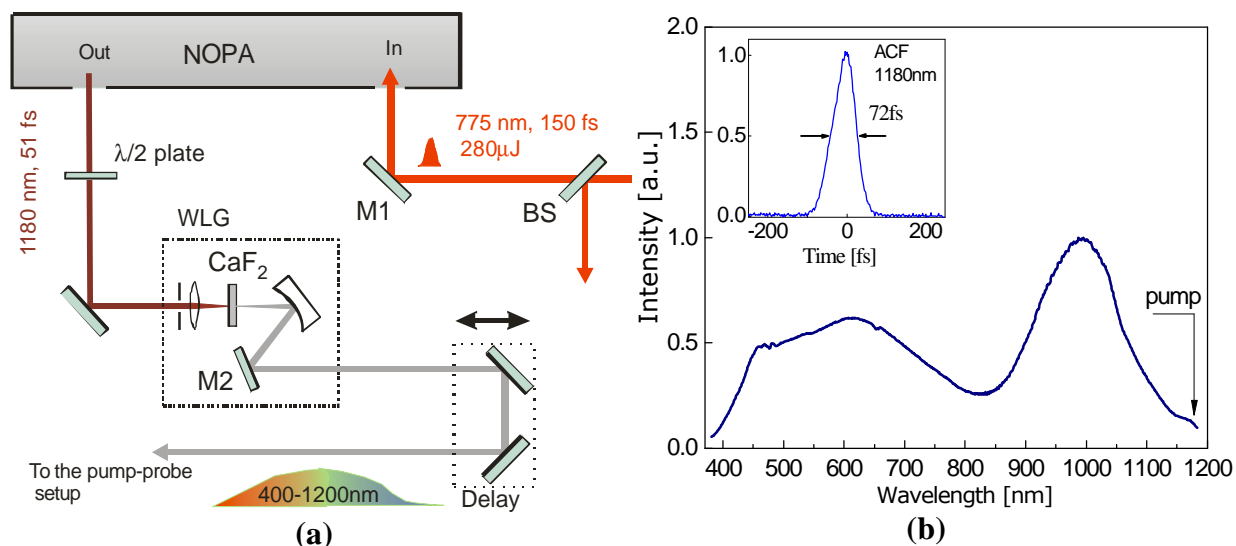 Out
NOPA
In
1180 nm, 51 fs
λ/2 plate
775 nm, 150 fs
280μJ
M1
BS
WLG
CaF2
M2
To the pump-probe
setup
400-1200nm
Delay
(a)
Intensity [a.u.]
2.0
1.5
1.0
0.5
0.0
1.0
0.5
0.0
ACF
1180nm
72fs
-200
0
200
Time [fs]
pump
400 500 600 700 800 900 1000 1100 1200
Wavelength [nm]
(b)